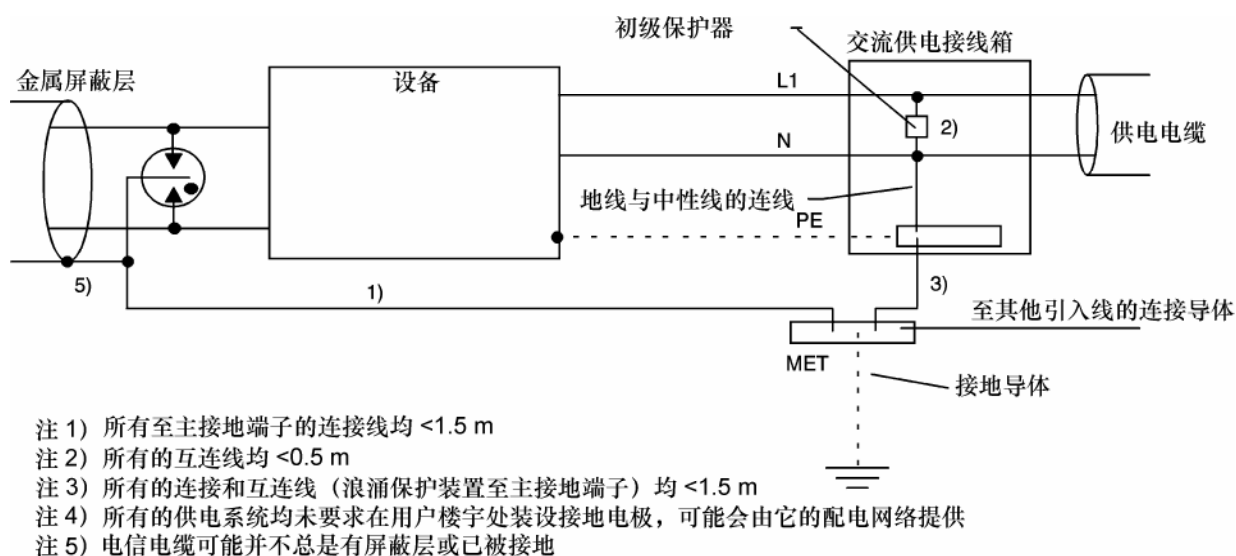 初级保护器
交流供电接线箱
金属屏蔽层
设备
L1
2)
供电电缆
N
地线与中性线的连线
PE
5)
1)
3)
至其他引入线的连接导体
MET
接地导体
注 1）所有至主接地端子的连接线均 <1.5 m
注 2）所有的互连线均 <0.5 m
注 3）所有的连接和互连线（浪涌保护装置至主接地端子）均 <1.5 m
注 4）所有的供电系统均未要求在用户楼宇处装设接地电极，可能会由它的配电网络提供
注 5）电信电缆可能并不总是有屏蔽层或已被接地